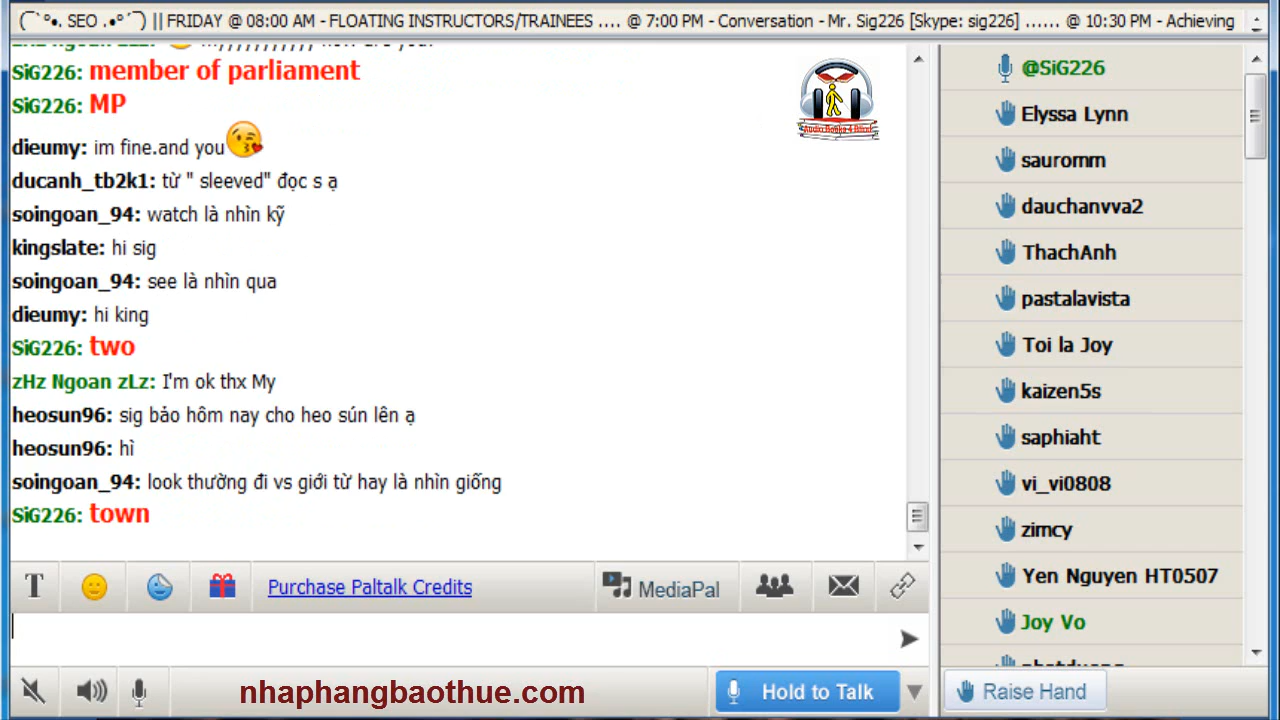 (¯`°•. SEO .•°´¯) || FRIDAY @ 08:00 AM - FLOATING INSTRUCTORS/TRAINEES .... @ 7:00 PM - Conversation - Mr. Sig226 [Skype: sig226] ...... @ 10:30 PM - Achieving
SiG226: member of parliament
SiG226: MP
dieumy: im fine.and you
ducanh_tb2k1: từ " sleeved" đọc s ạ
soingoan_94: watch là nhìn kỹ
kingslate: hi sig
soingoan_94: see là nhìn qua
dieumy: hi king
SiG226: two
zHz Ngoan zLz: I'm ok thx My
heosun96: sig bảo hôm nay cho heo sún lên ạ
heosun96: hì
soingoan_94: look thường đi vs giới từ hay là nhìn giống
SiG226: town
Audio Books 4 Blind
@SiG226
Elyssa Lynn
sauromm
dauchanvva2
ThachAnh
pastalavista
Toi la Joy
kaizen5s
saphiaht
vi_vi0808
zimcy
Yen Nguyen HT0507
Joy Vo
T
Purchase Paltalk Credits
MediaPal
nhaphangbaothue.com
Hold to Talk
Raise Hand